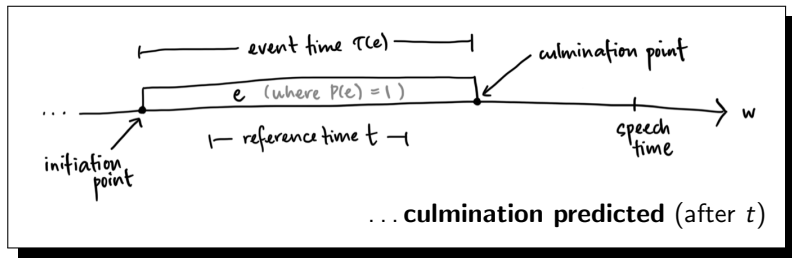 event time τ(e)
culmination point
e (where P(e) = 1)
...
w
reference time t
speech time
initiation point
... culmination predicted (after t)